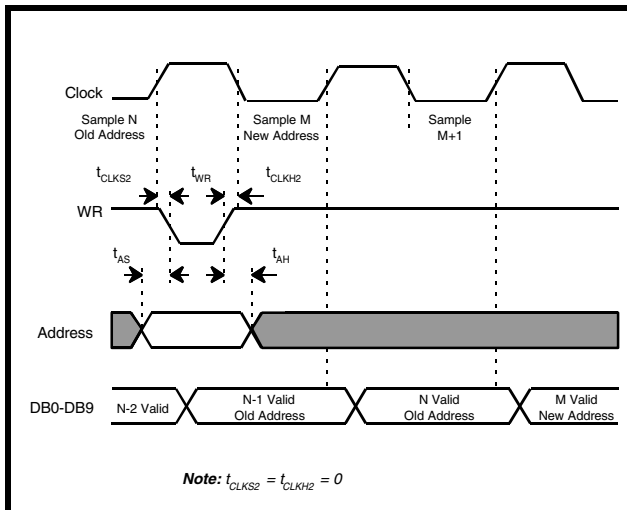 Clock
Sample N
Old Address
Sample M
New Address
Sample
M+1
tCLKS2
tWR
tCLKH2
WR
tAS
tAH
Address
DB0-DB9
N-2 Valid
N-1 Valid
Old Address
N Valid
Old Address
M Valid
New Address
Note: tCLKS2 = tCLKH2 = 0